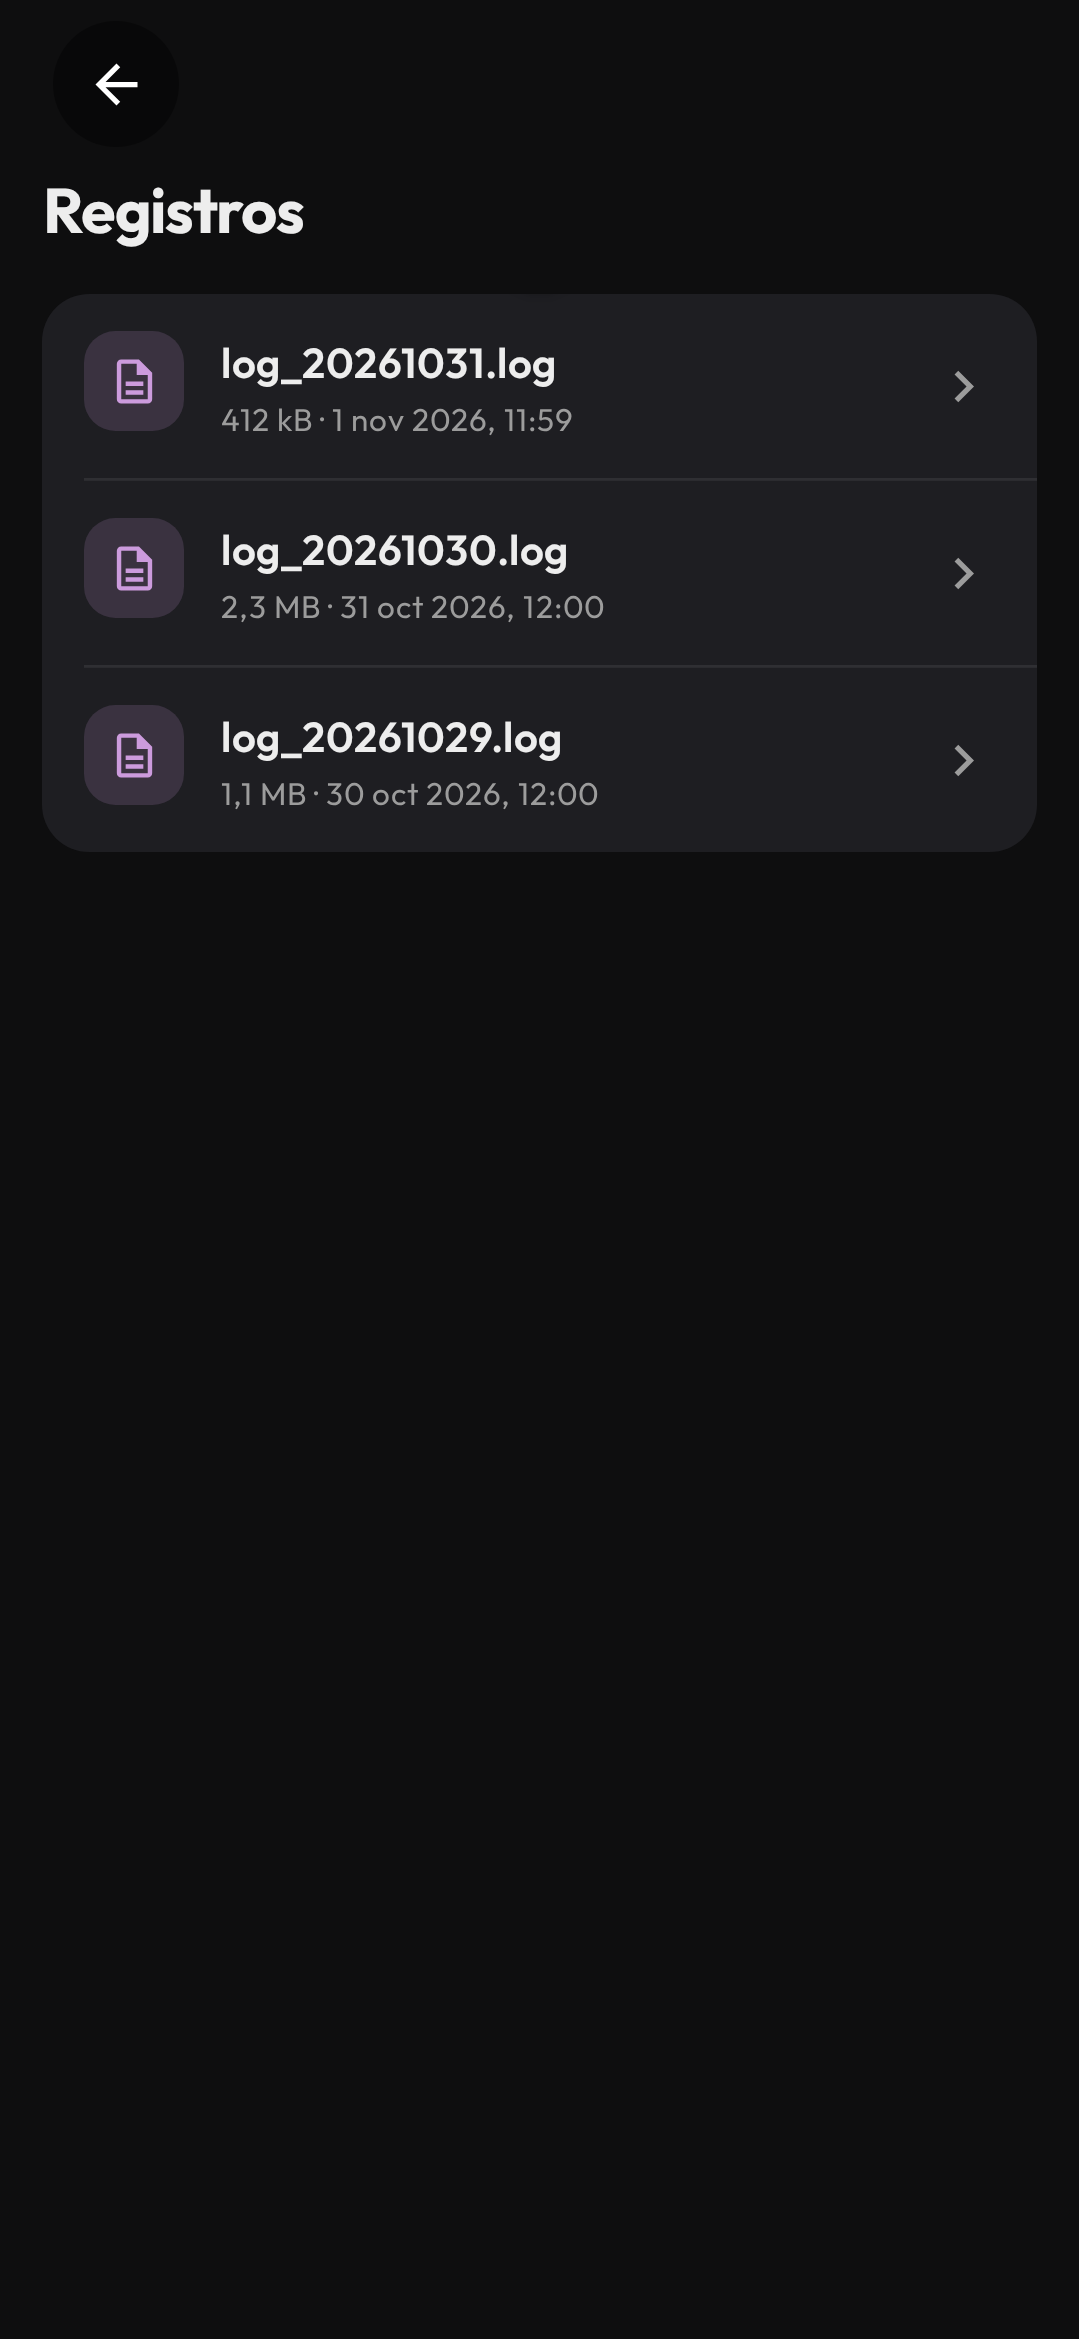 Registros
log_20261031.log
412 kB · 1 nov 2026, 11:59
log_20261030.log
2,3 MB · 31 oct 2026, 12:00
log_20261029.log
1,1 MB · 30 oct 2026, 12:00